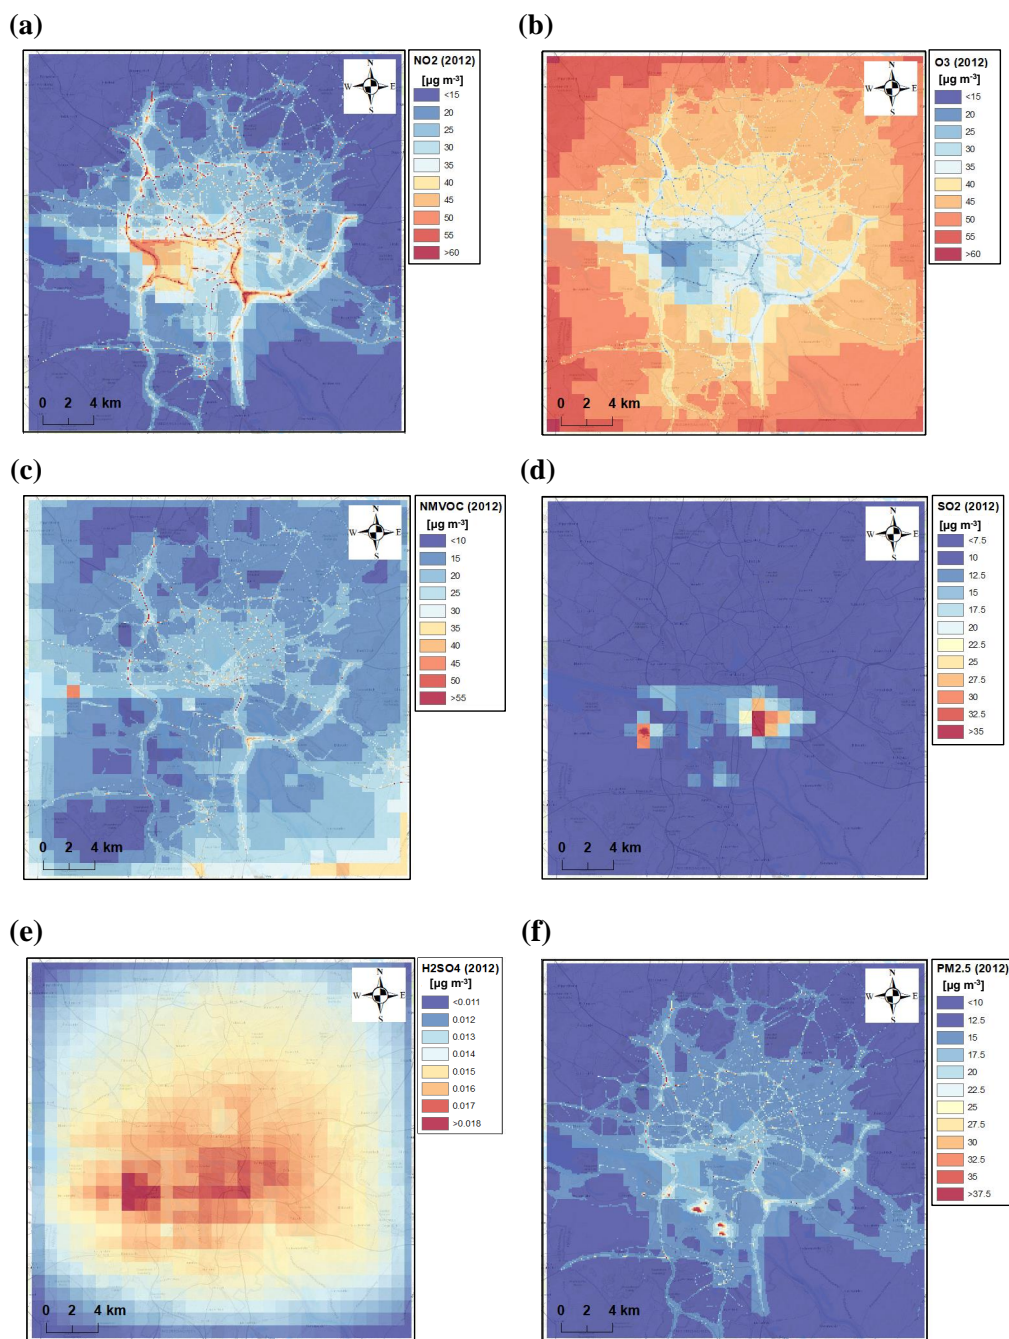 (a)
NO2 (2012)
[µg m-³]
<15
20
25
30
35
40
45
50
55
>60
N
W E
S
0 2 4 km
(b)
O3 (2012)
[µg m-³]
<15
20
25
30
35
40
45
50
55
>60
N
W E
S
0 2 4 km
(c)
NMVOC (2012)
[µg m-³]
<10
15
20
25
30
35
40
45
50
>55
N
W E
S
0 2 4 km
(d)
SO2 (2012)
[µg m-³]
<7.5
10
12.5
15
17.5
20
22.5
25
27.5
30
32.5
>35
N
W E
S
0 2 4 km
(e)
H2SO4 (2012)
[µg m-³]
<0.011
0.012
0.013
0.014
0.015
0.016
0.017
>0.018
N
W E
S
0 2 4 km
(f)
PM2.5 (2012)
[µg m-³]
<10
12.5
15
17.5
20
22.5
25
27.5
30
32.5
35
>37.5
N
W E
S
0 2 4 km